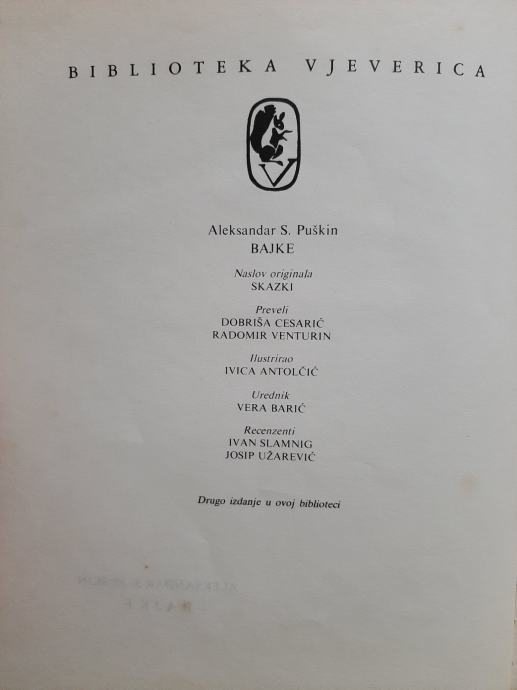 BIBLIOTEKA VJEVERICA
V
Aleksandar S. Puškin
BAJKE
Naslov originala
SKAZKI
Preveli
DOBRIŠA CESARIĆ
RADOMIR VENTURIN
Ilustrirao
IVICA ANTOLČIĆ
Urednik
VERA BARIĆ
Recenzenti
IVAN SLAMNIG
JOSIP UŽAREVIĆ
Drugo izdanje u ovoj biblioteci